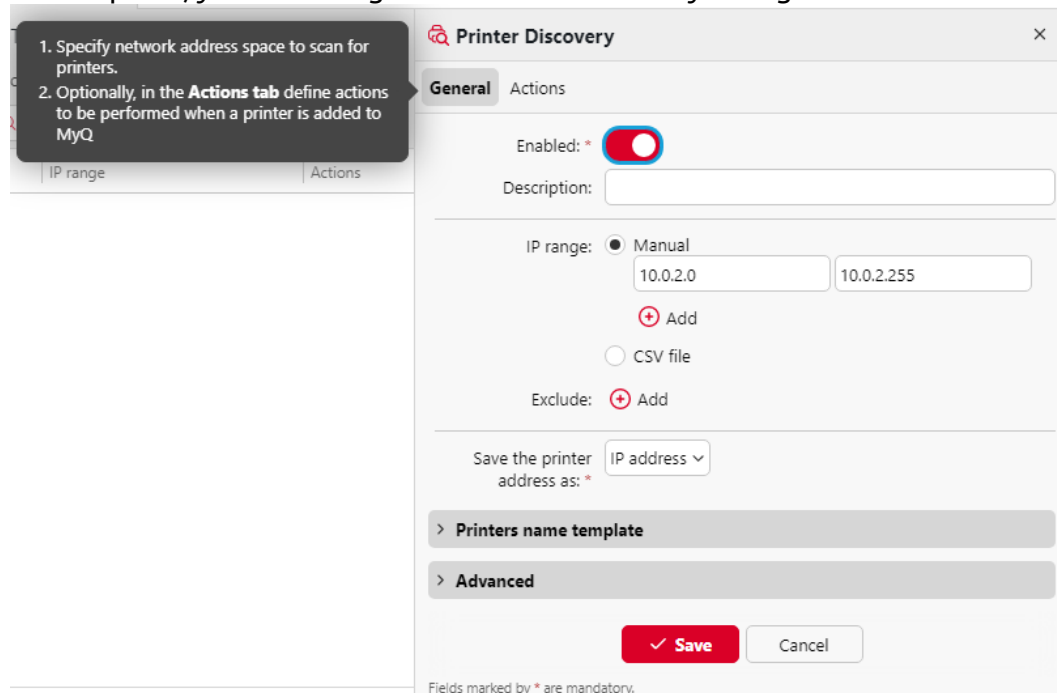 1. Specify network address space to scan for
printers.
2. Optionally, in the Actions tab define actions
to be performed when a printer is added to
MyQ
IP range
Actions
Printer Discovery
General
Actions
Enabled: *
Description:
IP range:
Manual
10.0.2.0
10.0.2.255
Add
CSV file
Exclude:
Add
Save the printer
address as: *
IP address
Printers name template
Advanced
Save
Cancel
Fields marked by * are mandatory.